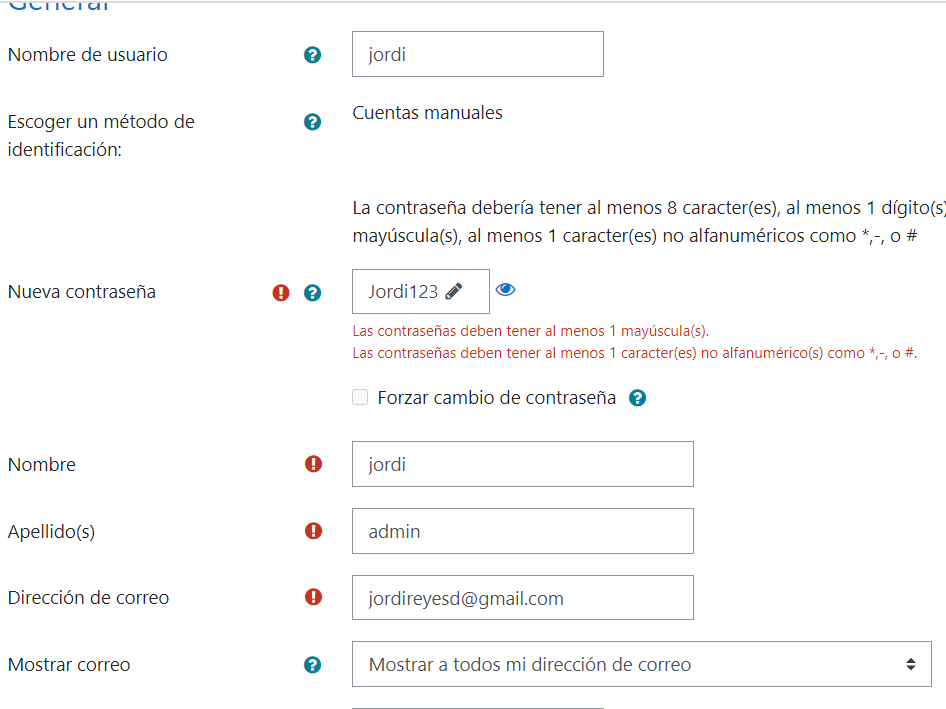 General
Nombre de usuario
jordi
Escoger un método de
identificación:
Cuentas manuales
La contraseña debería tener al menos 8 caracter(es), al menos 1 dígito(s)
mayúscula(s), al menos 1 caracter(es) no alfanuméricos como *,-, o #
Nueva contraseña
Jordi123
Las contraseñas deben tener al menos 1 mayúscula(s).
Las contraseñas deben tener al menos 1 caracter(es) no alfanumérico(s) como *,-, o #.
Forzar cambio de contraseña
Nombre
jordi
Apellido(s)
admin
Dirección de correo
jordireyesd@gmail.com
Mostrar correo
Mostrar a todos mi dirección de correo